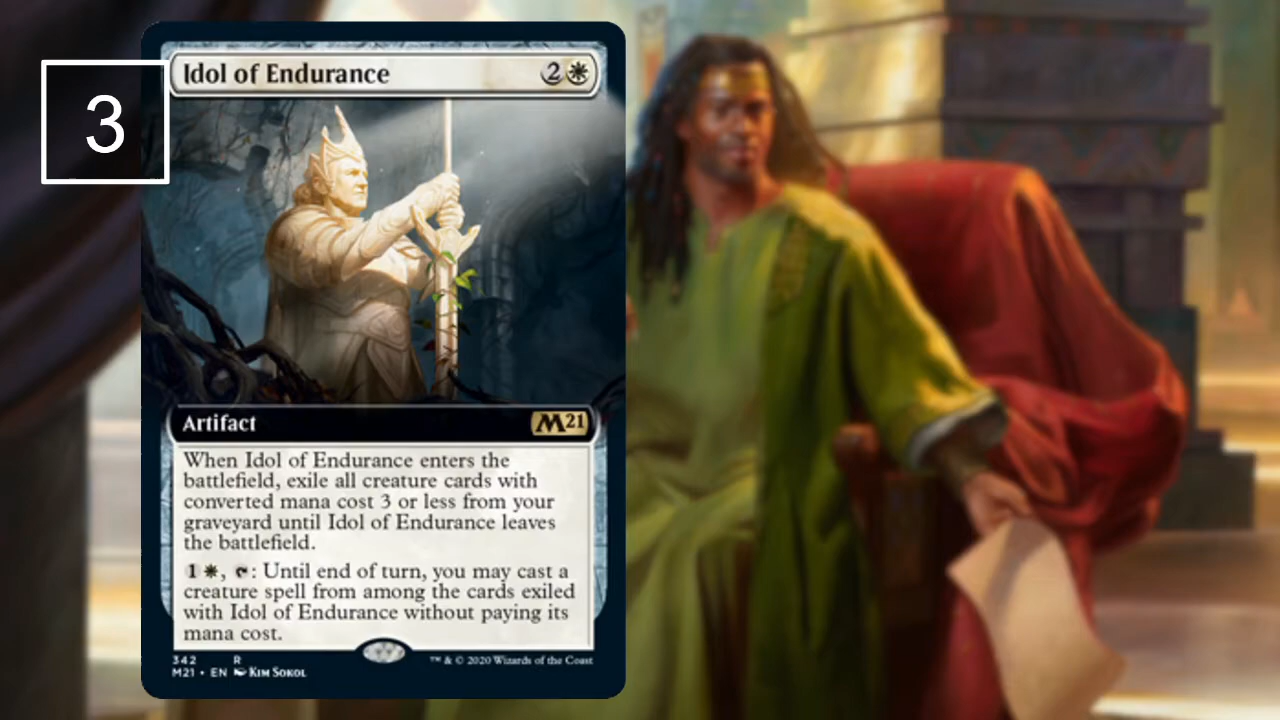 3
Idol of Endurance 2
Artifact M21
When Idol of Endurance enters the
battlefield, exile all creature cards with
converted mana cost 3 or less from your
graveyard until Idol of Endurance leaves
the battlefield.
1 , : Until end of turn, you may cast a
creature spell from among the cards exiled
with Idol of Endurance without paying its
mana cost.
342 R
M21 • EN KIM SOKOL
™ & © 2020 Wizards of the Coast